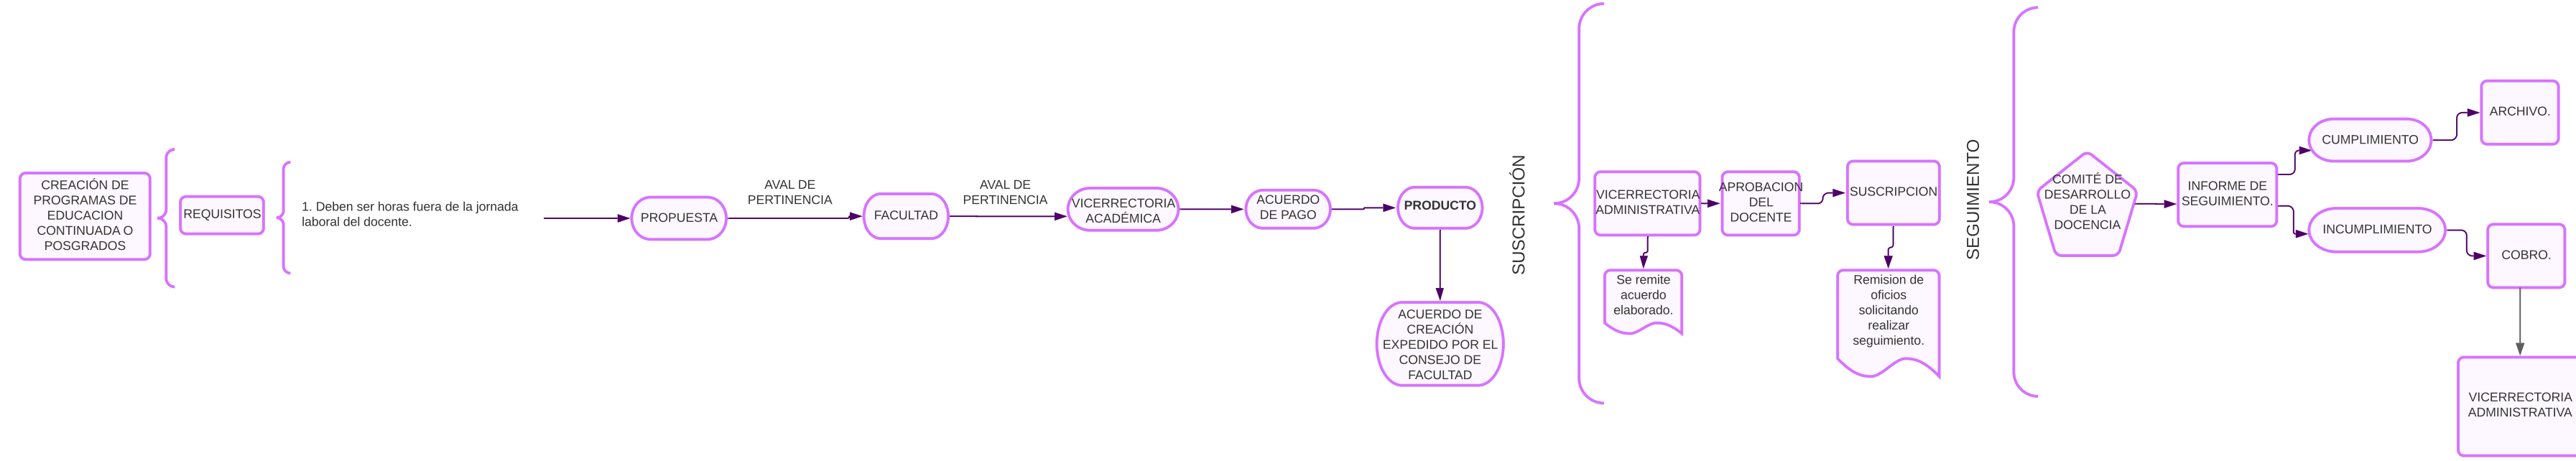 CREACIÓN DE
PROGRAMAS DE
EDUCACION
CONTINUADA O
POSGRADOS
REQUISITOS
1. Deben ser horas fuera de la jornada
laboral del docente.
PROPUESTA
AVAL DE
PERTINENCIA
FACULTAD
AVAL DE
PERTINENCIA
VICERRECTORIA
ACADÉMICA
ACUERDO
DE PAGO
PRODUCTO
ACUERDO DE
CREACIÓN
EXPEDIDO POR EL
CONSEJO DE
FACULTAD
SUSCRIPCIÓN
VICERRECTORIA
ADMINISTRATIVA
Se remite
acuerdo
elaborado.
APROBACION
DEL
DOCENTE
SUSCRIPCION
Remision de
oficios
solicitando
realizar
seguimiento.
SEGUIMIENTO
COMITÉ DE
DESARROLLO
DE LA
DOCENCIA
INFORME DE
SEGUIMIENTO.
CUMPLIMIENTO
ARCHIVO.
INCUMPLIMIENTO
COBRO.
VICERRECTORIA
ADMINISTRATIVA